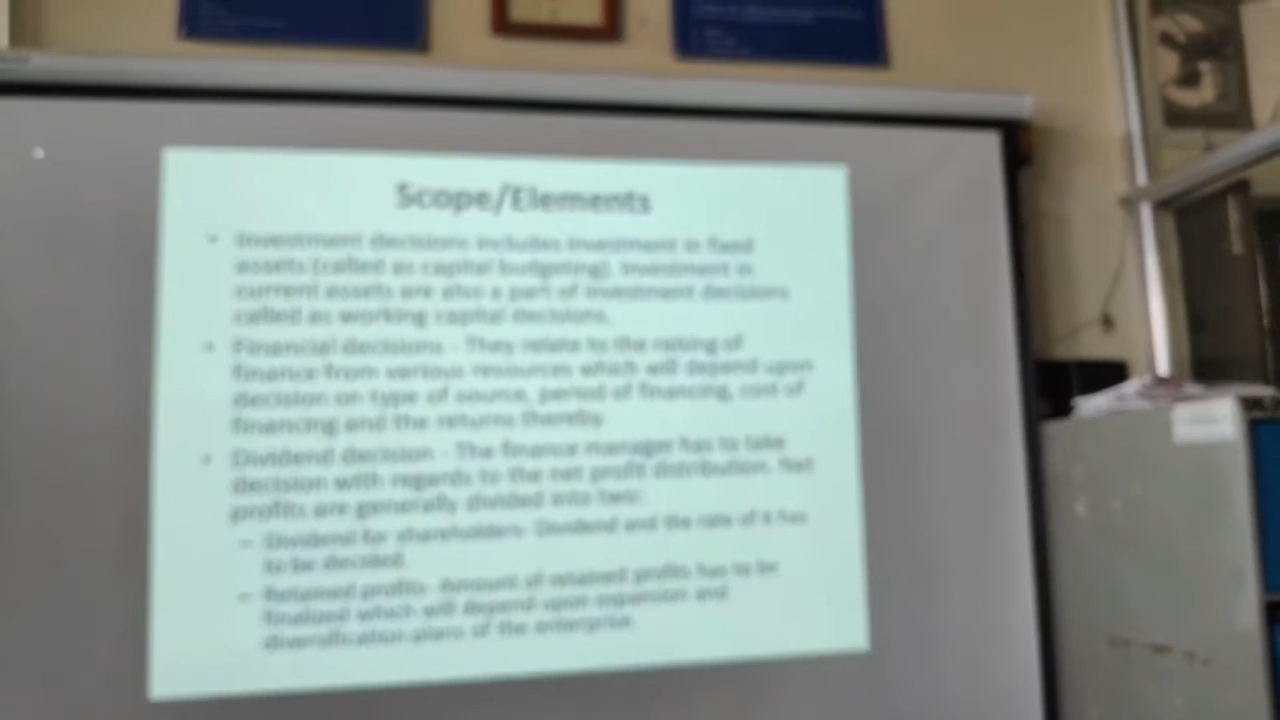 Scope/Elements
• Investment decisions includes investment in fixed
assets (called as capital budgeting). Investment in
current assets are also a part of investment decisions
called as working capital decisions.
• Financial decisions - They relate to the raising of
finance from various resources which will depend upon
decision on type of source, period of financing, cost of
financing and the returns thereby.
• Dividend decision - The finance manager has to take
decision with regards to the net profit distribution. Net
profits are generally divided into two:
– Dividend for shareholders- Dividend and the rate of it has
to be decided.
– Retained profits- Amount of retained profits has to be
finalized which will depend upon expansion and
diversification plans of the enterprise.